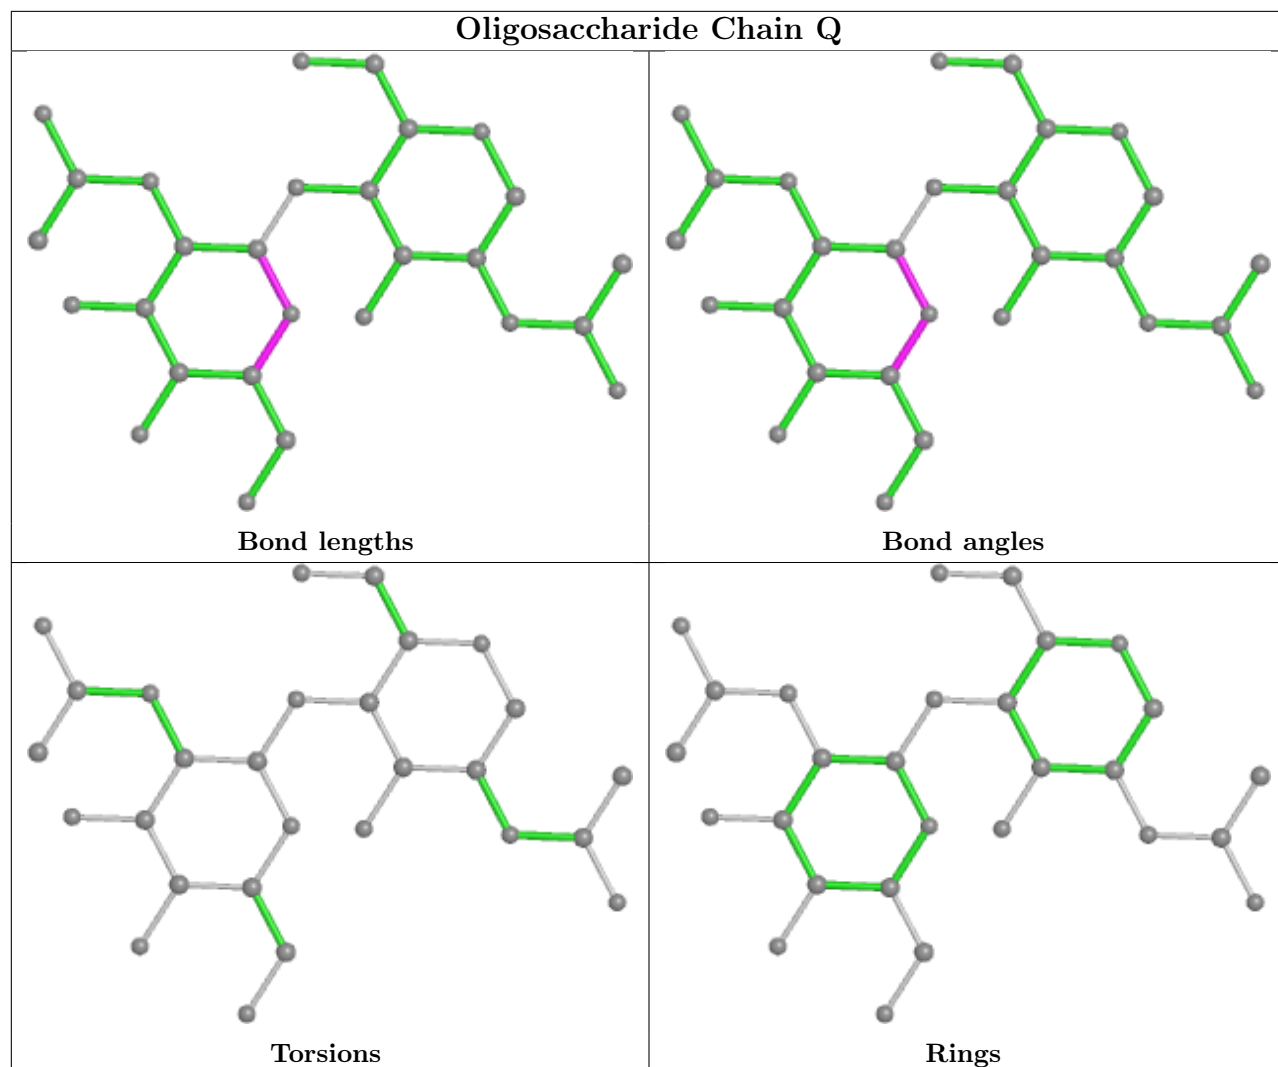 Oligosaccharide Chain Q
Bond lengths
Bond angles
Torsions
Rings